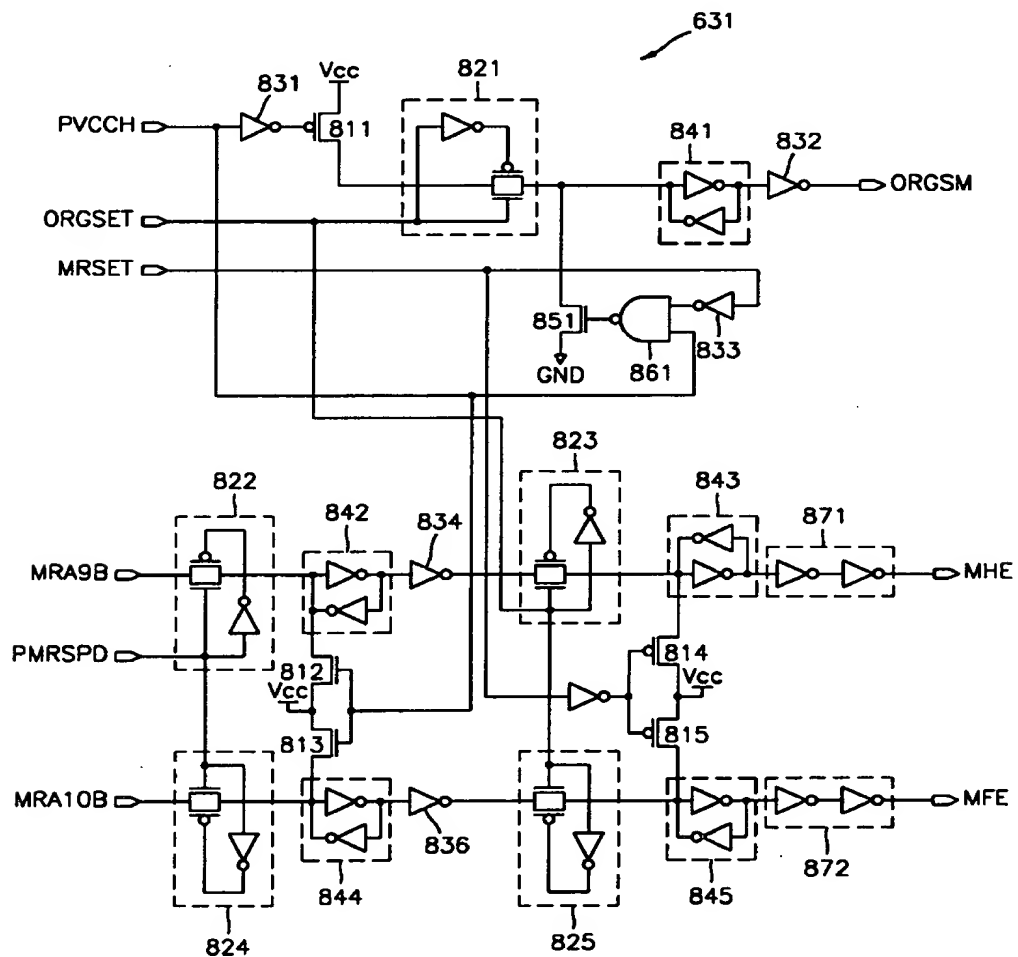 631
Vcc
831
821
PVCCH
811
841
832
ORGSM
ORGSET
MRSET
851
833
861
GND
823
822
843
842
834
871
MRA9B
MHE
PMRSPD
812
814
Vcc
Vcc
813
815
MRA10B
MFE
836
872
844
845
824
825